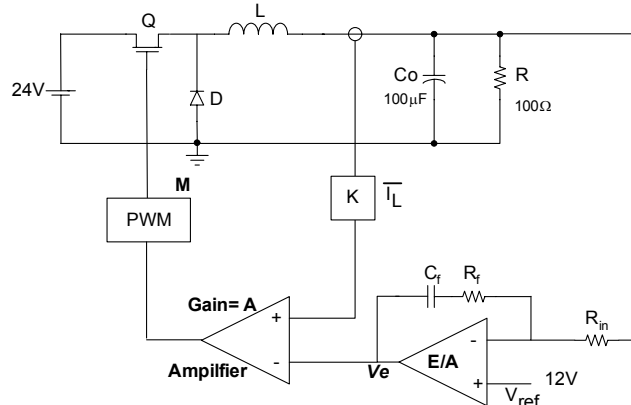 Q
L
24V
D
Co
100µF
R
100Ω
M
K
I_L
PWM
C_f
R_f
Gain= A
R_in
+
-
+
-
E/A
Ampilfier
Ve
12V
V_ref